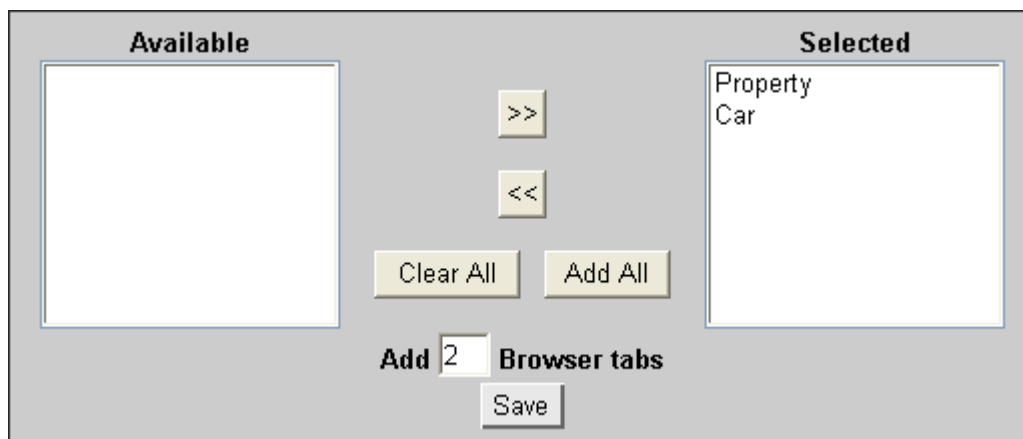 Available
Selected
Property
Car
>>
<<
Clear All
Add All
Add 2 Browser tabs
Save